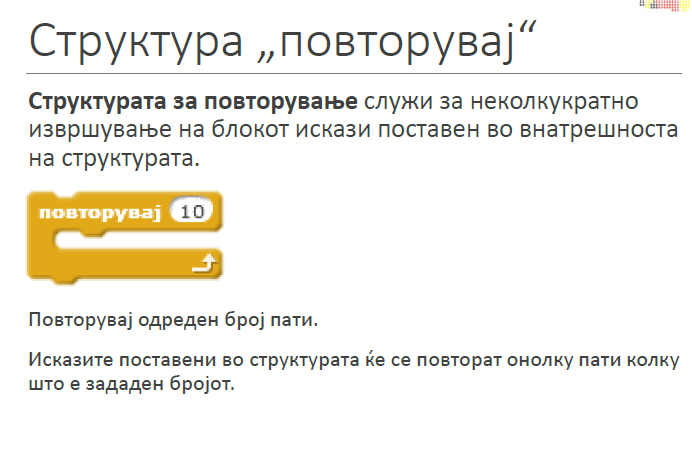 Структура „повторувај“
Структурата за повторување служи за неколкукратно
извршување на блокот искази поставен во внатрешноста
на структурата.
повторувај 10
Повторувај одреден број пати.
Исказите поставени во структурата ќе се повторат онолку пати колку
што е зададен бројот.